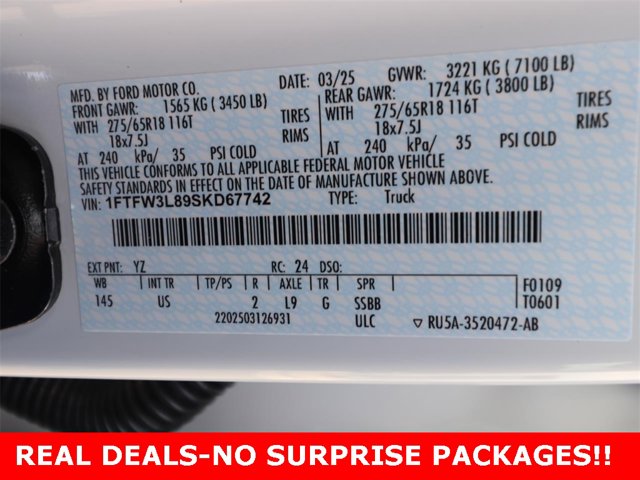 MFD. BY FORD MOTOR CO.
DATE: 03/25 GVWR: 3221 KG ( 7100 LB)
FRONT GAWR: 1565 KG ( 3450 LB)
REAR GAWR: 1724 KG ( 3800 LB)
WITH 275/65R18 116T TIRES
WITH 275/65R18 116T TIRES
18x7.5J RIMS
18x7.5J RIMS
AT 240 kPa/ 35 PSI COLD
AT 240 kPa/ 35 PSI COLD
THIS VEHICLE CONFORMS TO ALL APPLICABLE FEDERAL MOTOR VEHICLE
SAFETY STANDARDS IN EFFECT ON THE DATE OF MANUFACTURE SHOWN ABOVE.
VIN: 1FTFW3L89SKD67742 TYPE: Truck
EXT PNT: YZ RC: 24 DSO:
WB INT TR TP/PS R AXLE TR SPR F0109
145 US 2 L9 G SSBB T0601
2202503126931 ULC RU5A-3520472-AB
REAL DEALS-NO SURPRISE PACKAGES!!